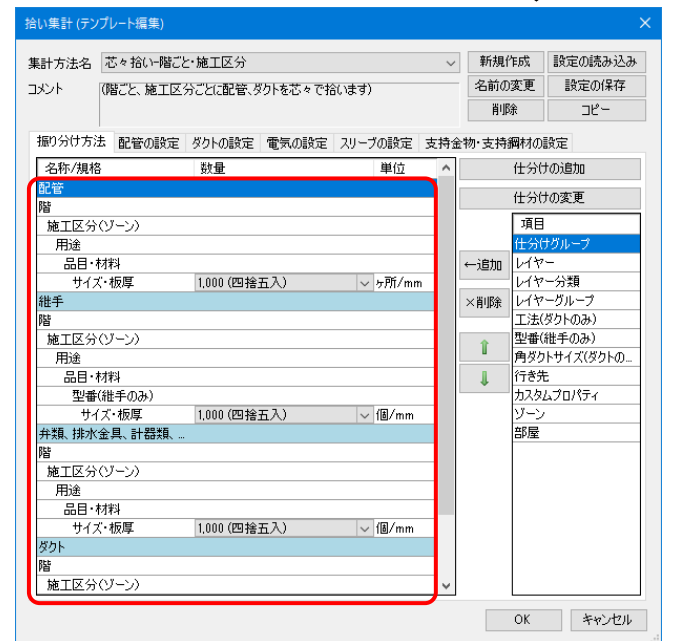 拾い集計 (テンプレート編集)
集計方法名 芯々拾い-階ごと・施工区分 新規作成 設定の読み込み
コメント (階ごと、施工区分ごとに配管、ダクトを芯々で拾います) 名前の変更 設定の保存
削除 コピー
振り分け方法 配管の設定 ダクトの設定 電気の設定 スリーブの設定 支持金物・支持鋼材の設定
名称/規格 数量 単位
配管
階
施工区分(ゾーン)
用途
品目・材料
サイズ・板厚 1,000 (四捨五入) ヶ所/mm
継手
階
施工区分(ゾーン)
用途
品目・材料
型番(継手のみ)
サイズ・板厚 1,000 (四捨五入) 個/mm
弁類、排水金具、計器類、...
階
施工区分(ゾーン)
用途
品目・材料
サイズ・板厚 1,000 (四捨五入) 個/mm
ダクト
階
施工区分(ゾーン)
仕分けの追加
仕分けの変更
←追加
×削除
項目
仕分けグループ
レイヤー
レイヤー分類
レイヤーグループ
工法(ダクトのみ)
型番(継手のみ)
角ダクトサイズ(ダクトの...
行き先
カスタムプロパティ
ゾーン
部屋
OK キャンセル